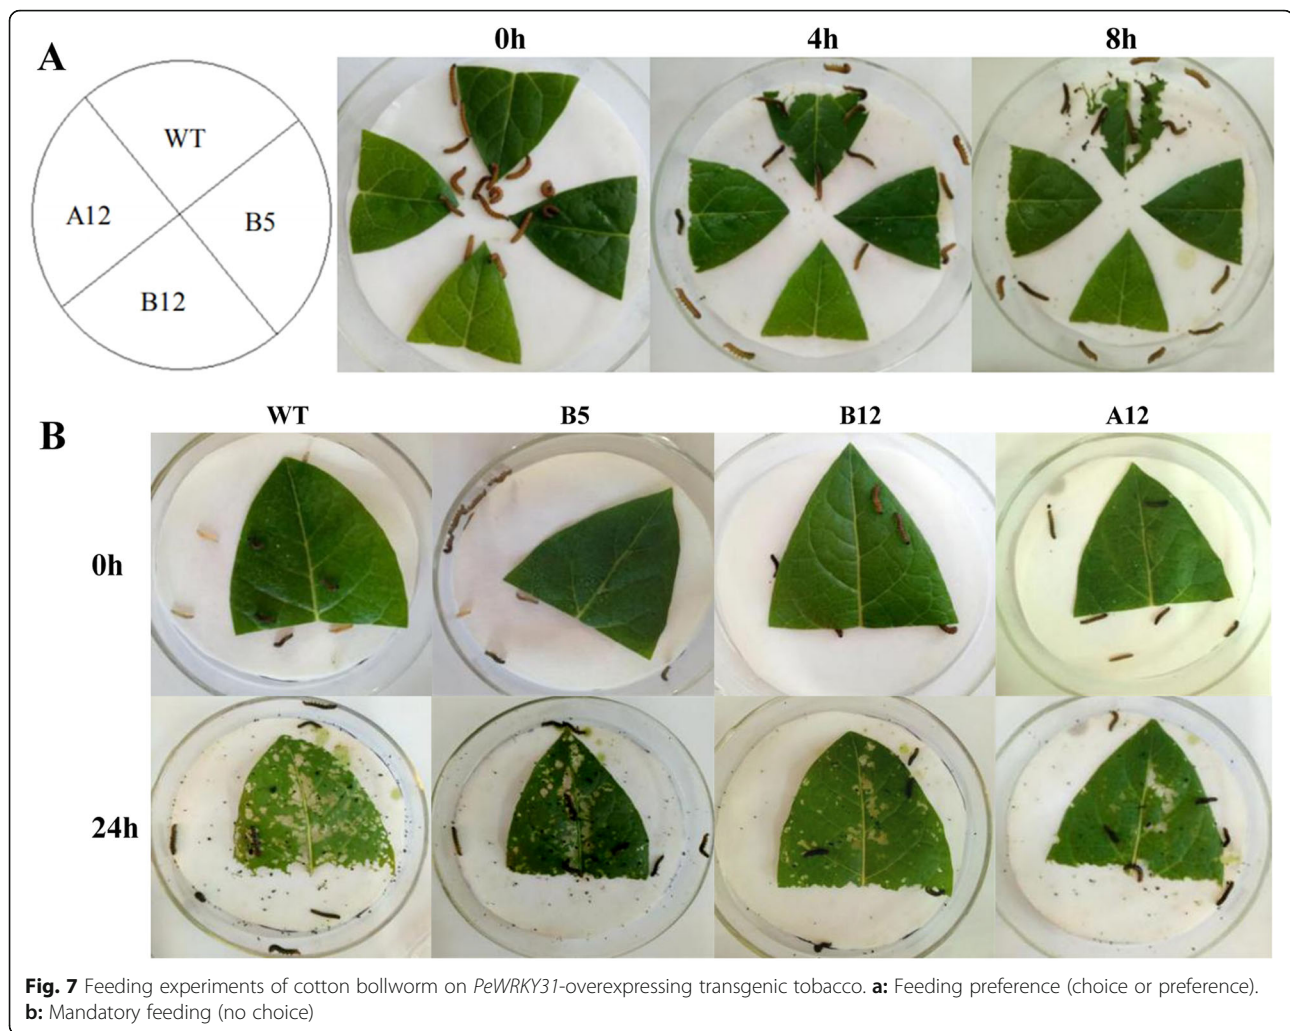 A
0h 4h 8h
WT
A12
B5
B12
B
WT B5 B12 A12
0h
24h
Fig. 7 Feeding experiments of cotton bollworm on PeWRKY31-overexpressing transgenic tobacco. a: Feeding preference (choice or preference).
b: Mandatory feeding (no choice)